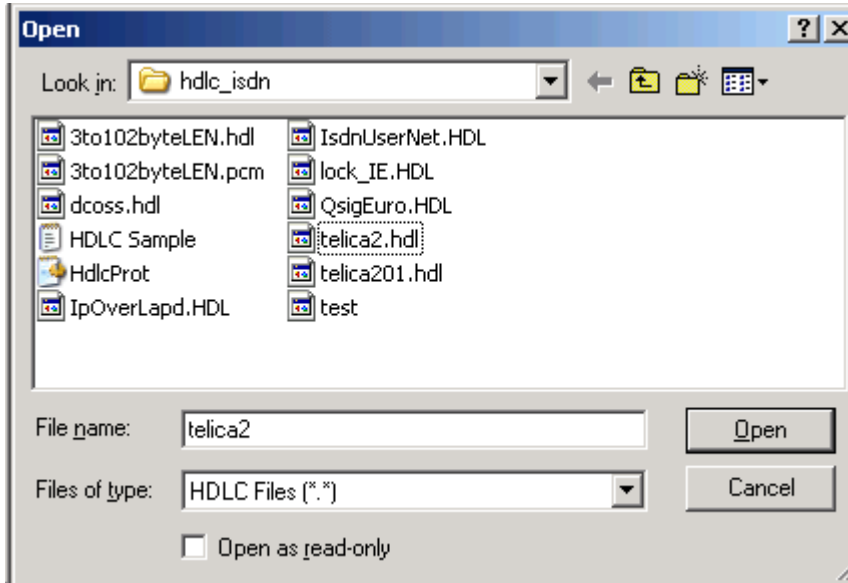 Open
Look in: hdlc_isdn
3to102byteLEN.hdl
3to102byteLEN.pcm
dcoss.hdl
HDLC Sample
HdlcProt
IpOverLapd.HDL
IsdnUserNet.HDL
lock_IE.HDL
QsigEuro.HDL
telica2.hdl
telica201.hdl
test
File name: telica2
Open
Files of type: HDLC Files (*.*)
Cancel
Open as read-only